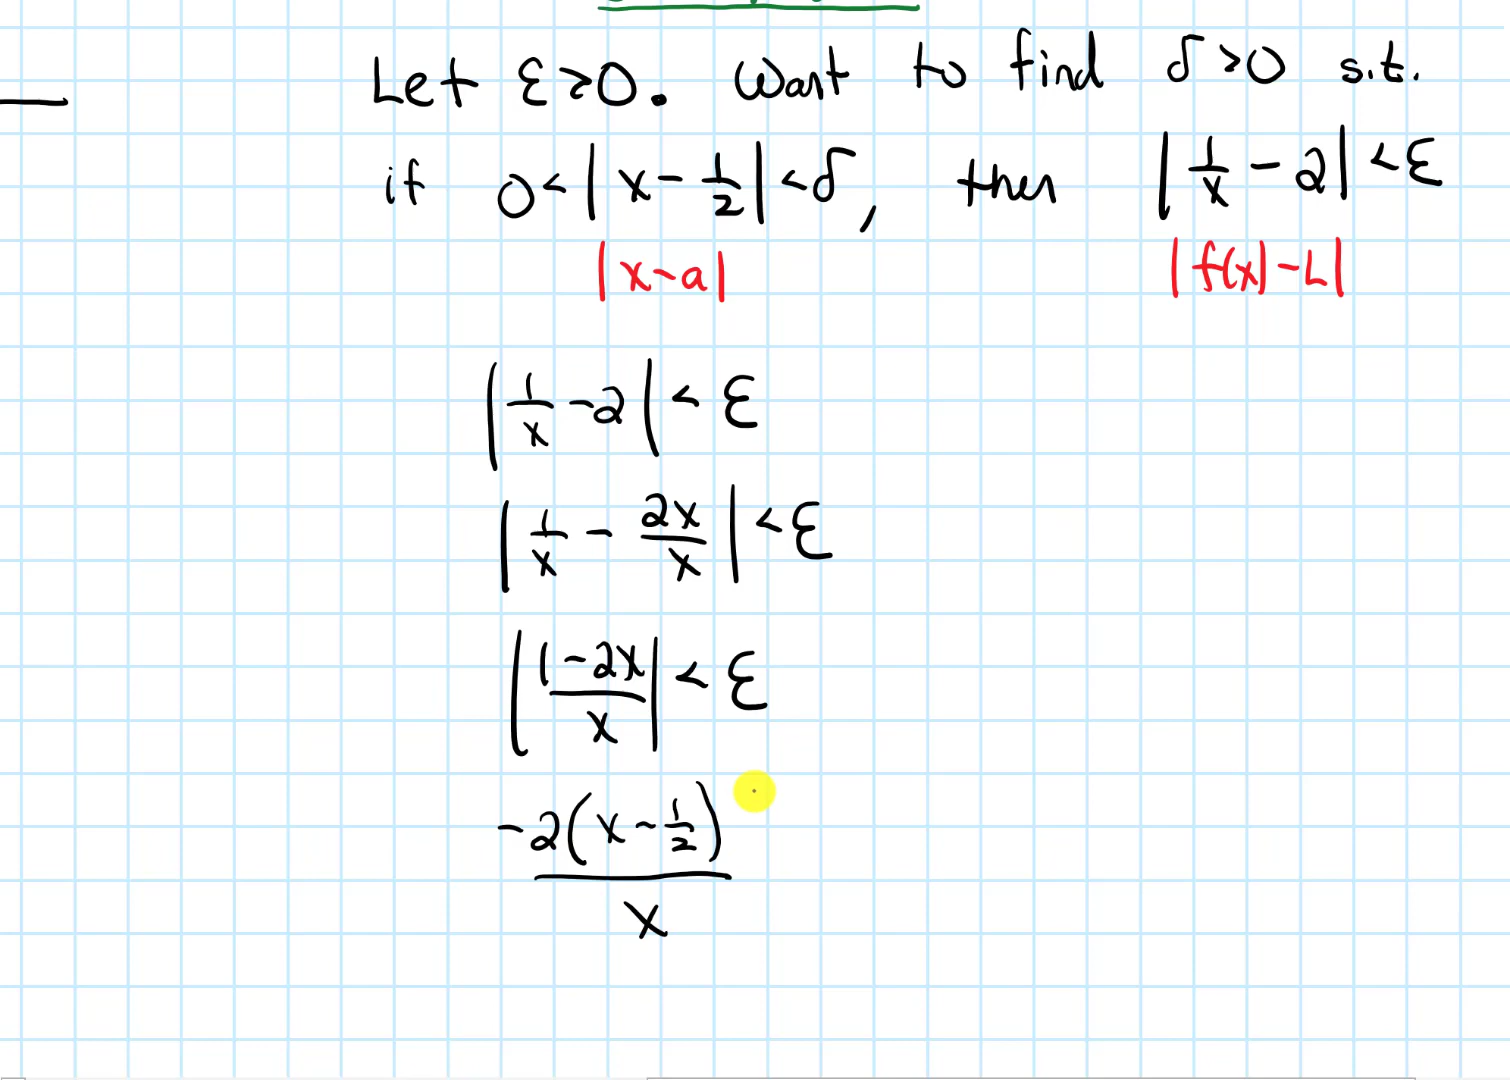 Let ε>0. Want to find δ>0 s.t.
if 0<|x-1/2|<δ, then |1/x-2|<ε
|x-a| |f(x)-L|
|1/x-2|<ε
|1/x-2x/x|<ε
|(1-2x)/x|<ε
-2(x-1/2)/x